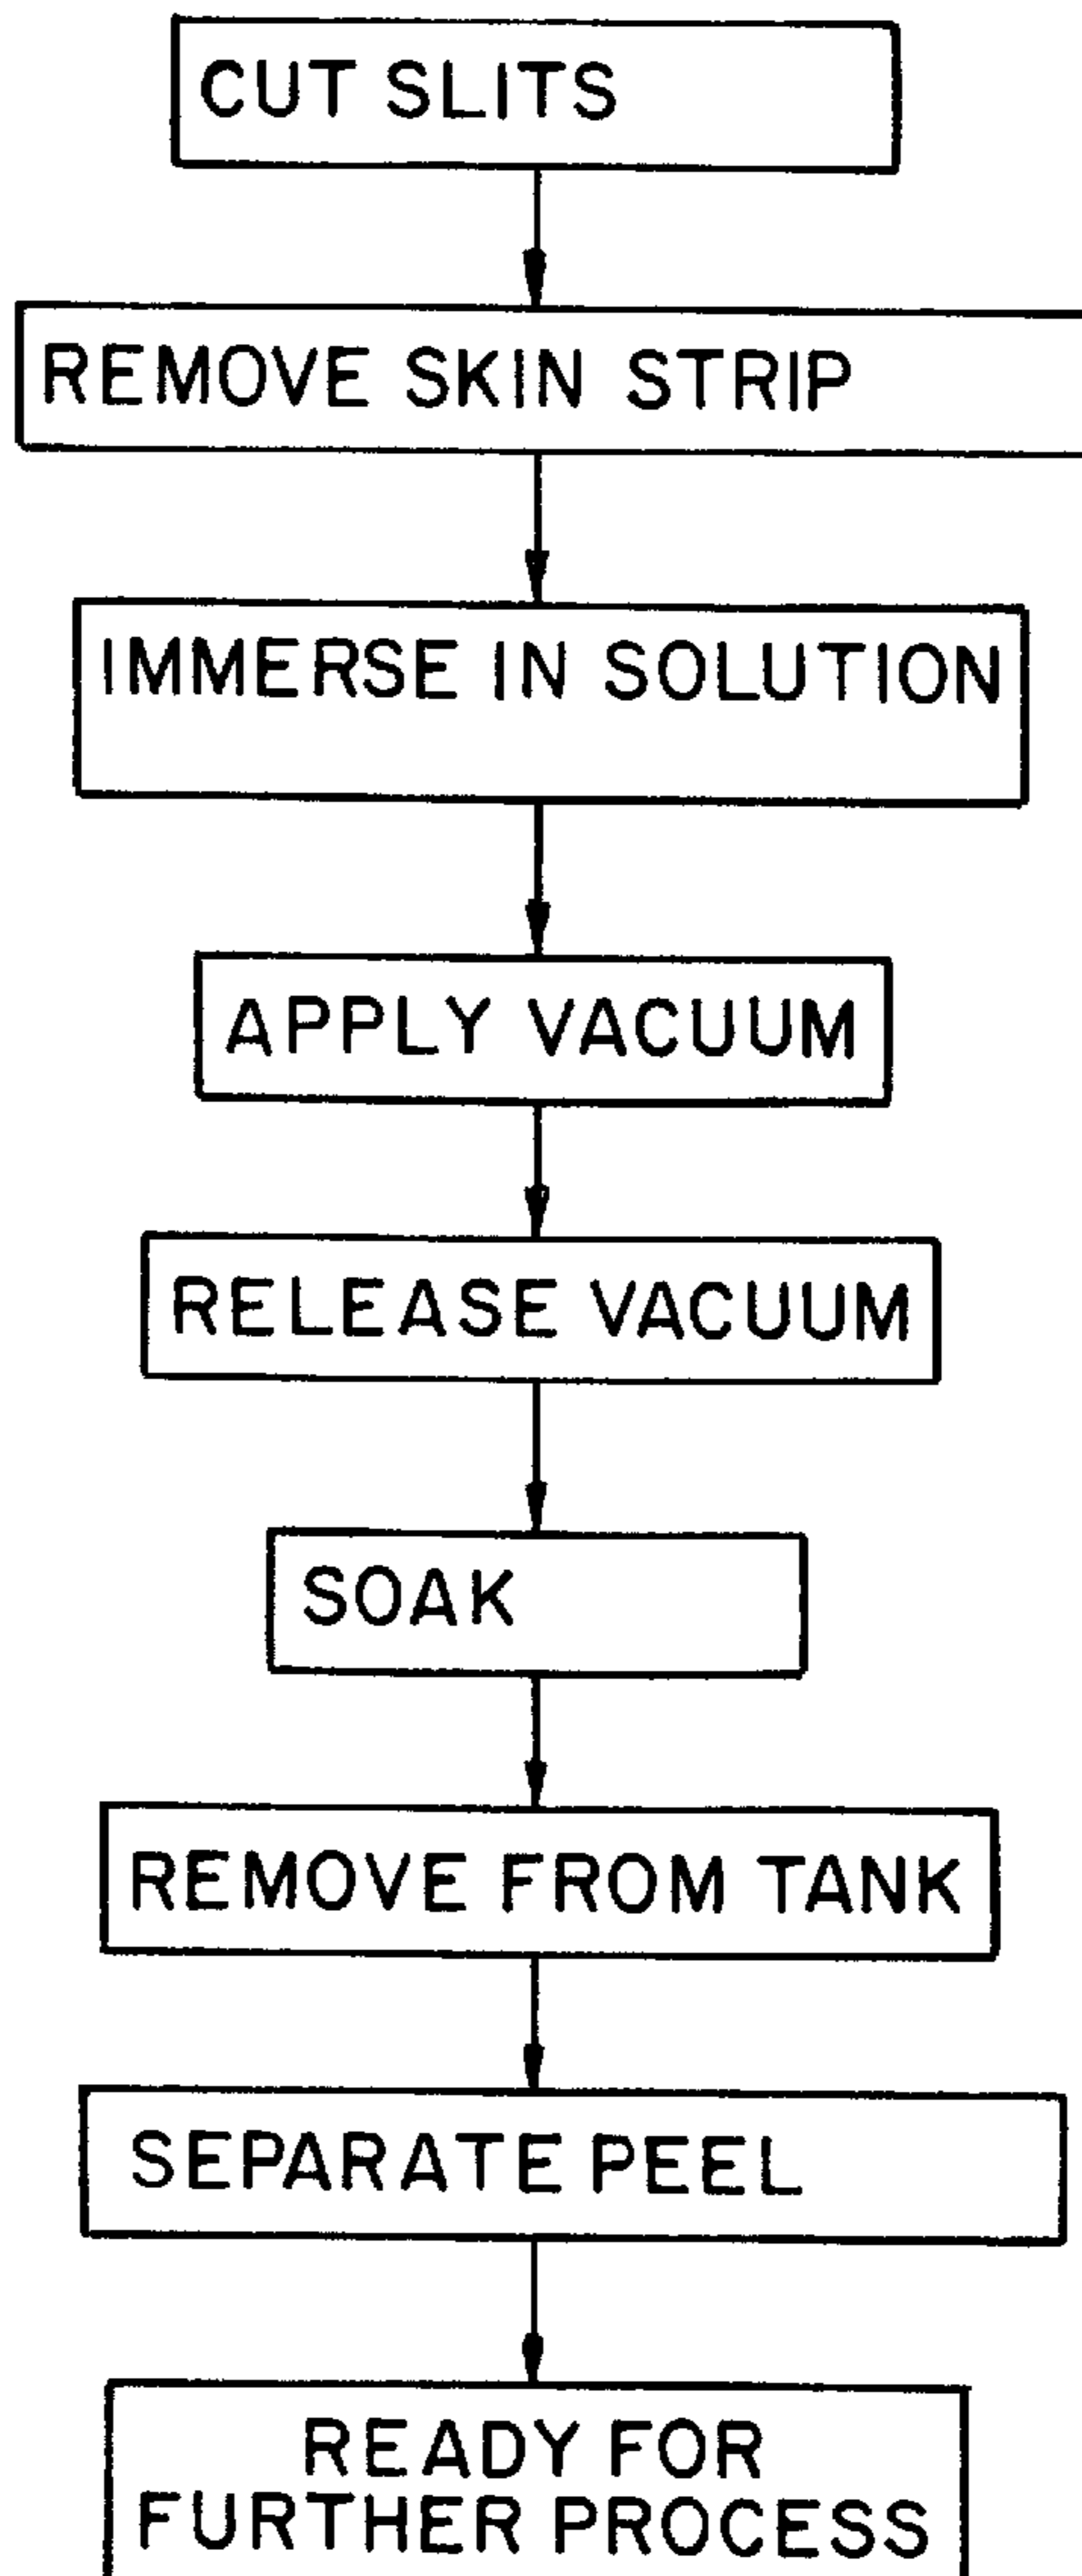 CUT SLITS
REMOVE SKIN STRIP
IMMERSE IN SOLUTION
APPLY VACUUM
RELEASE VACUUM
SOAK
REMOVE FROM TANK
SEPARATE PEEL
READY FOR
FURTHER PROCESS